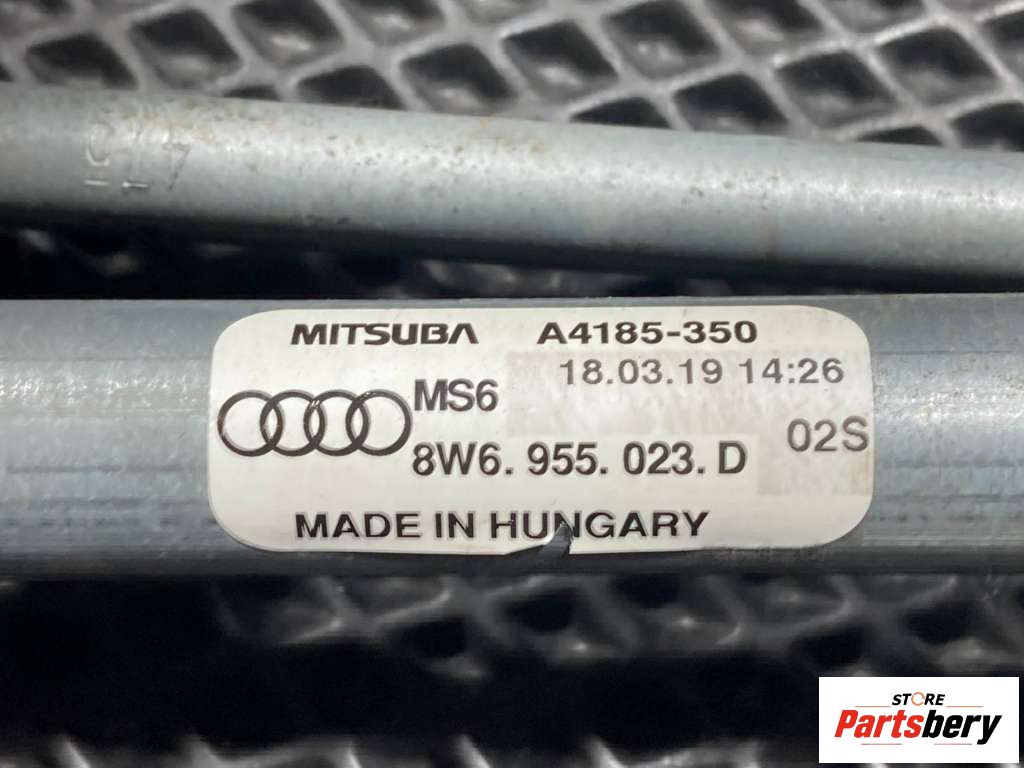 MITSUBA A4185-350
18.03.19 14:26
MS6
02S
8W6. 955. 023. D
MADE IN HUNGARY
STORE
Partsbery